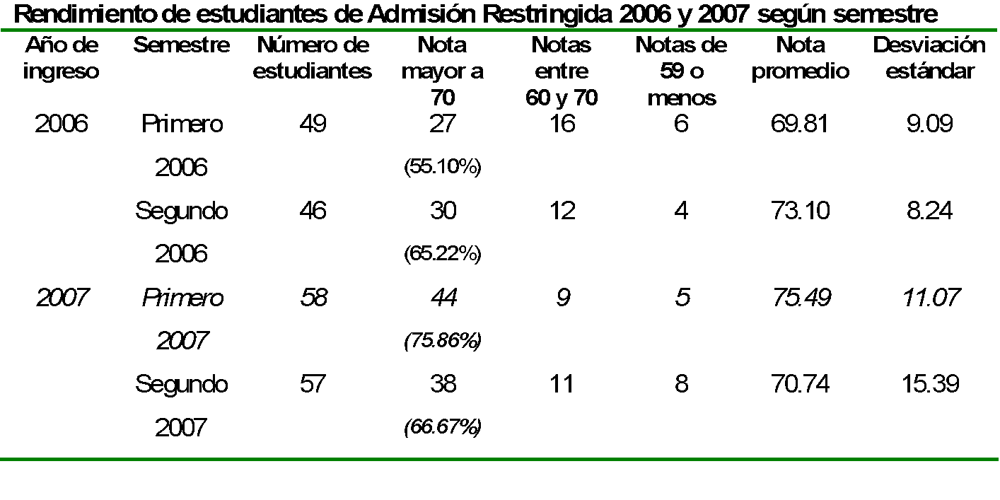 Rendimiento de estudiantes de Admisión Restringida 2006 y 2007 según semestre
Año de Semestre Número de Nota Notas Notas de Nota Desviación
ingreso estudiantes mayor a entre 59 o promedio estándar
70 60 y 70 menos
2006 Primero 49 27 16 6 69.81 9.09
2006 (55.10%)
Segundo 46 30 12 4 73.10 8.24
2006 (65.22%)
2007 Primero 58 44 9 5 75.49 11.07
2007 (75.86%)
Segundo 57 38 11 8 70.74 15.39
2007 (66.67%)